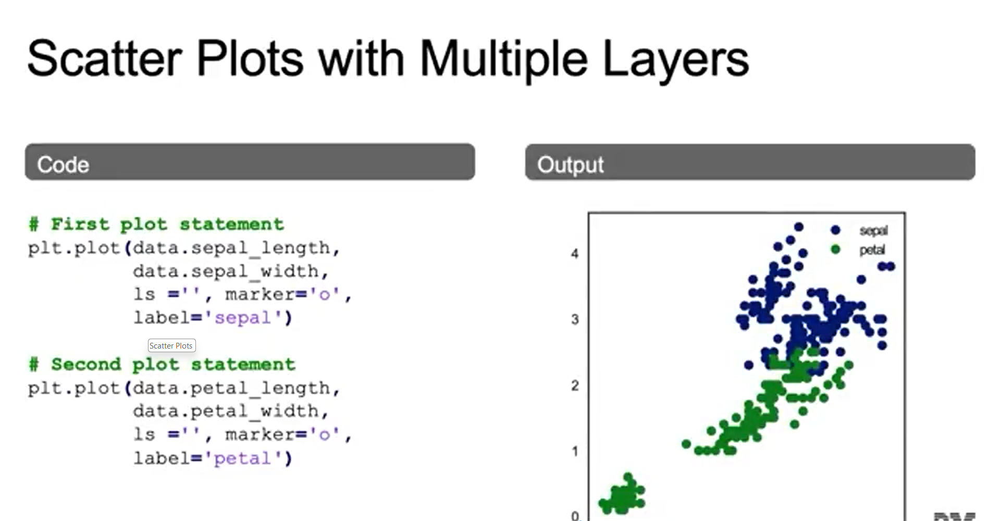 Scatter Plots with Multiple Layers
Code
# First plot statement
plt.plot(data.sepal_length,
data.sepal_width,
ls ='', marker='o',
label='sepal')
Scatter Plots
# Second plot statement
plt.plot(data.petal_length,
data.petal_width,
ls ='', marker='o',
label='petal')
Output
sepal
petal
4
3
2
1
0